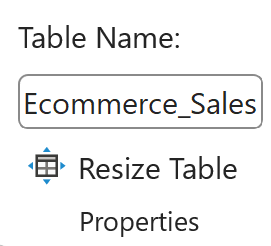 Table Name:
Ecommerce_Sales
Resize Table
Properties